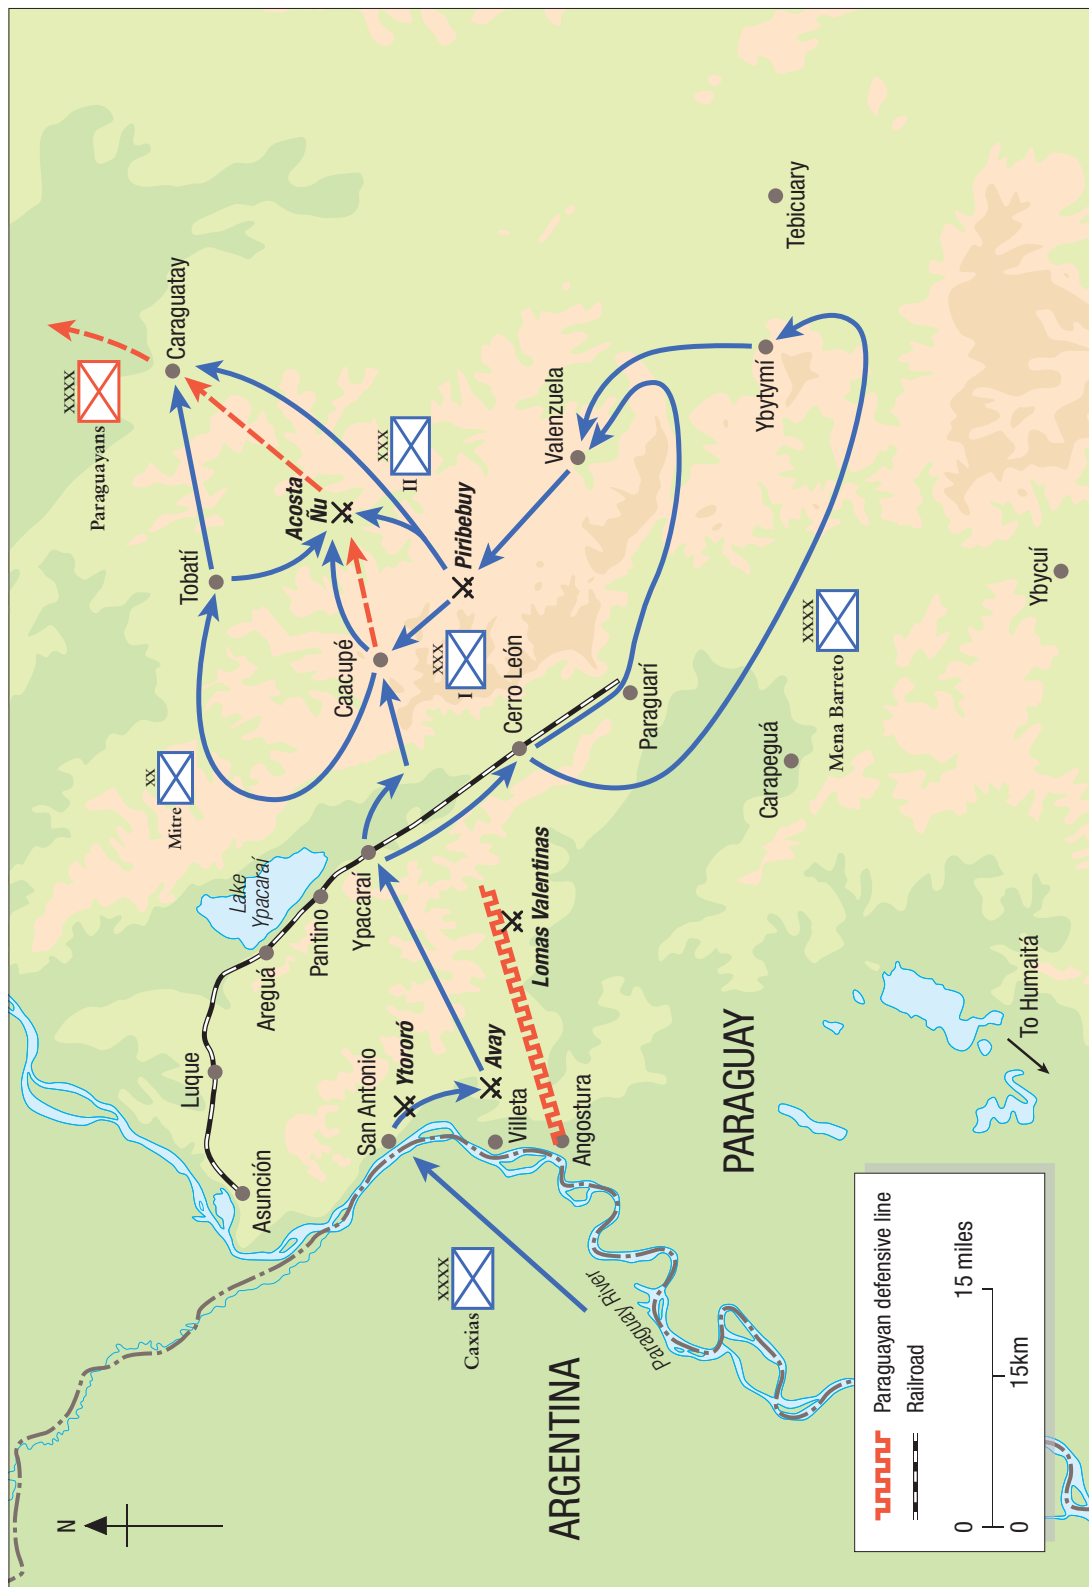 N
ARGENTINA
PARAGUAY
Paraguay River
Lake
Ypacaraí
Asunción
Luque
Areguá
Pantino
Ypacaraí
San Antonio
Ytororó
Avay
Villeta
Angostura
Lomas Valentinas
XXXX
Caxias
XX
Mitre
Tobatí
Caacupé
Acosta
Ñu
Caraguatay
XXXX
Paraguayans
XXX
II
XXX
I
Piribebuy
Cerro León
Paraguarí
Valenzuela
Ybytymí
Tebicuary
Carapeguá
XXXX
Mena Barreto
Ybycuí
To Humaitá
Paraguayan defensive line
Railroad
0
15 miles
0
15km